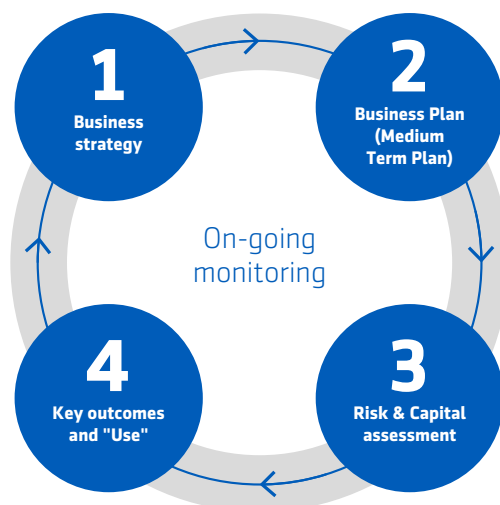 1
Business
strategy
2
Business Plan
(Medium
Term Plan)
On-going
monitoring
4
Key outcomes
and "Use"
3
Risk & Capital
assessment